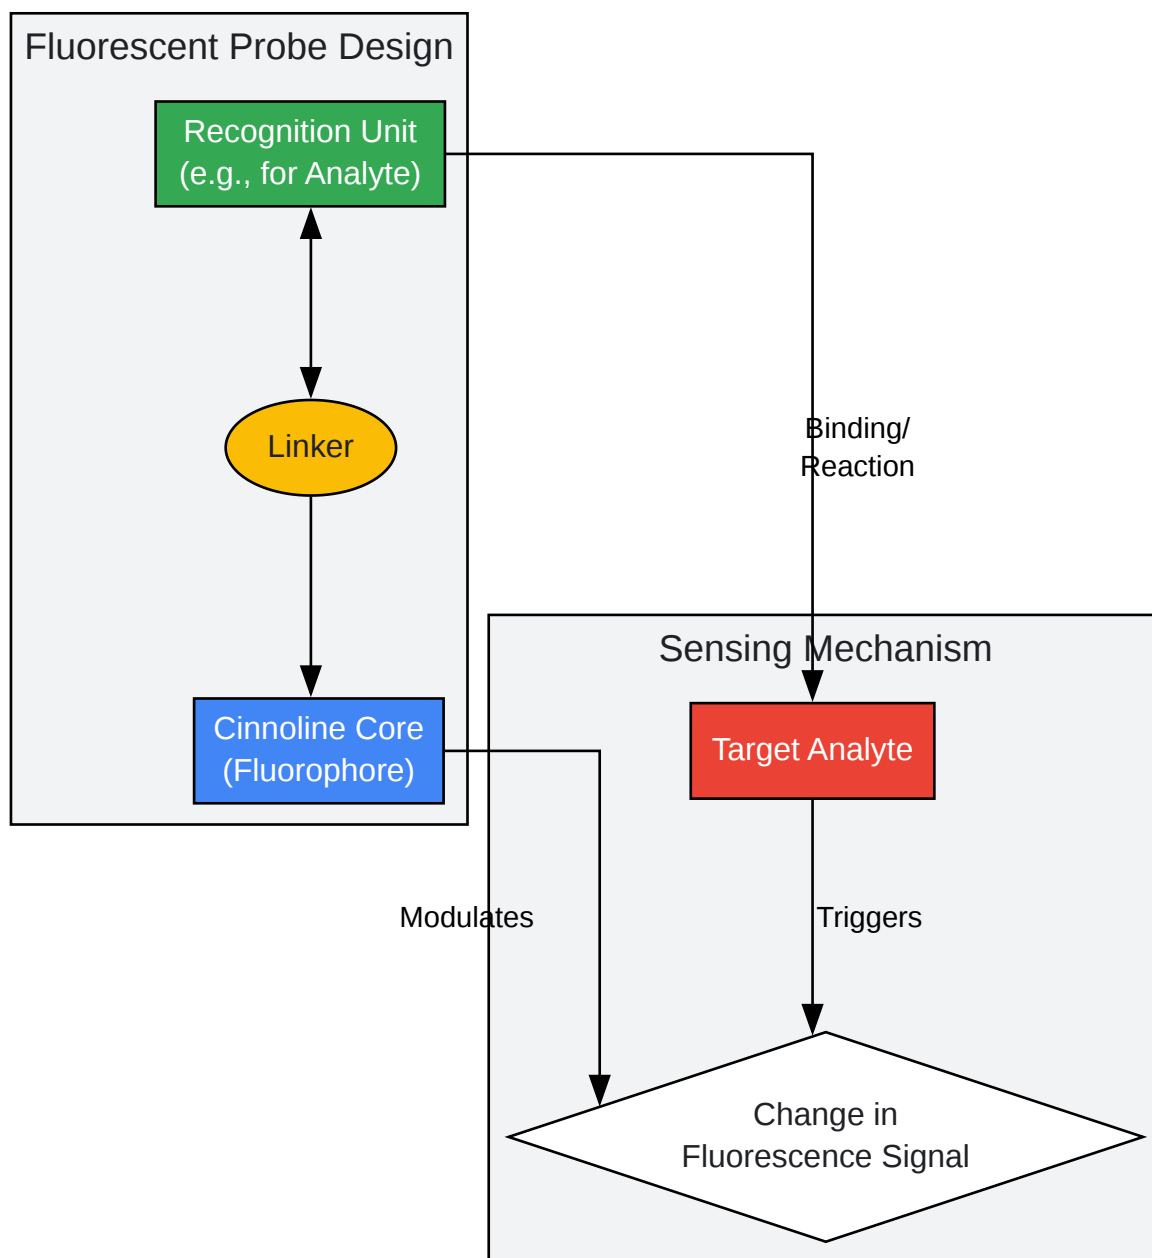 Fluorescent Probe Design
Recognition Unit
(e.g., for Analyte)
Linker
Binding/
Reaction
Cinnoline Core
(Fluorophore)
Sensing Mechanism
Target Analyte
Modulates
Triggers
Change in
Fluorescence Signal